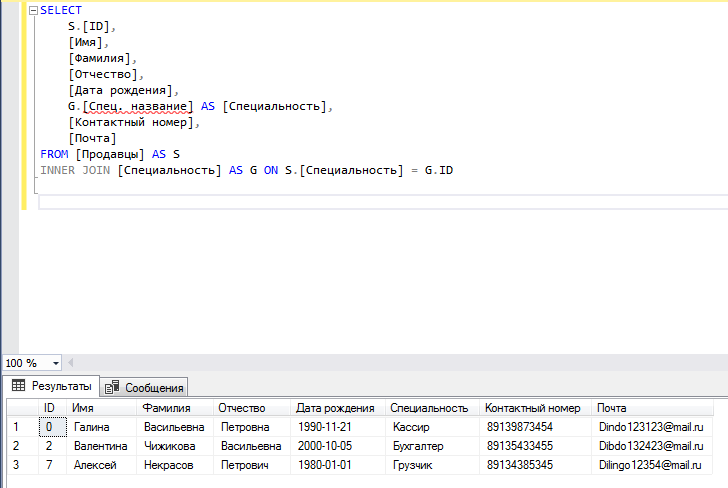 SELECT
S.[ID],
[Имя],
[Фамилия],
[Отчество],
[Дата рождения],
G.[Спец. название] AS [Специальность],
[Контактный номер],
[Почта]
FROM [Продавцы] AS S
INNER JOIN [Специальность] AS G ON S.[Специальность] = G.ID
100 %
Результаты Сообщения
ID Имя Фамилия Отчество Дата рождения Специальность Контактный номер Почта
1 0 Галина Васильевна Петровна 1990-11-21 Кассир 89139873454 Dindo123123@mail.ru
2 2 Валентина Чижикова Васильевна 2000-10-05 Бухгалтер 89135433455 Dibdo132423@mail.ru
3 7 Алексей Некрасов Петрович 1980-01-01 Грузчик 89134385345 Dilingo12354@mail.ru